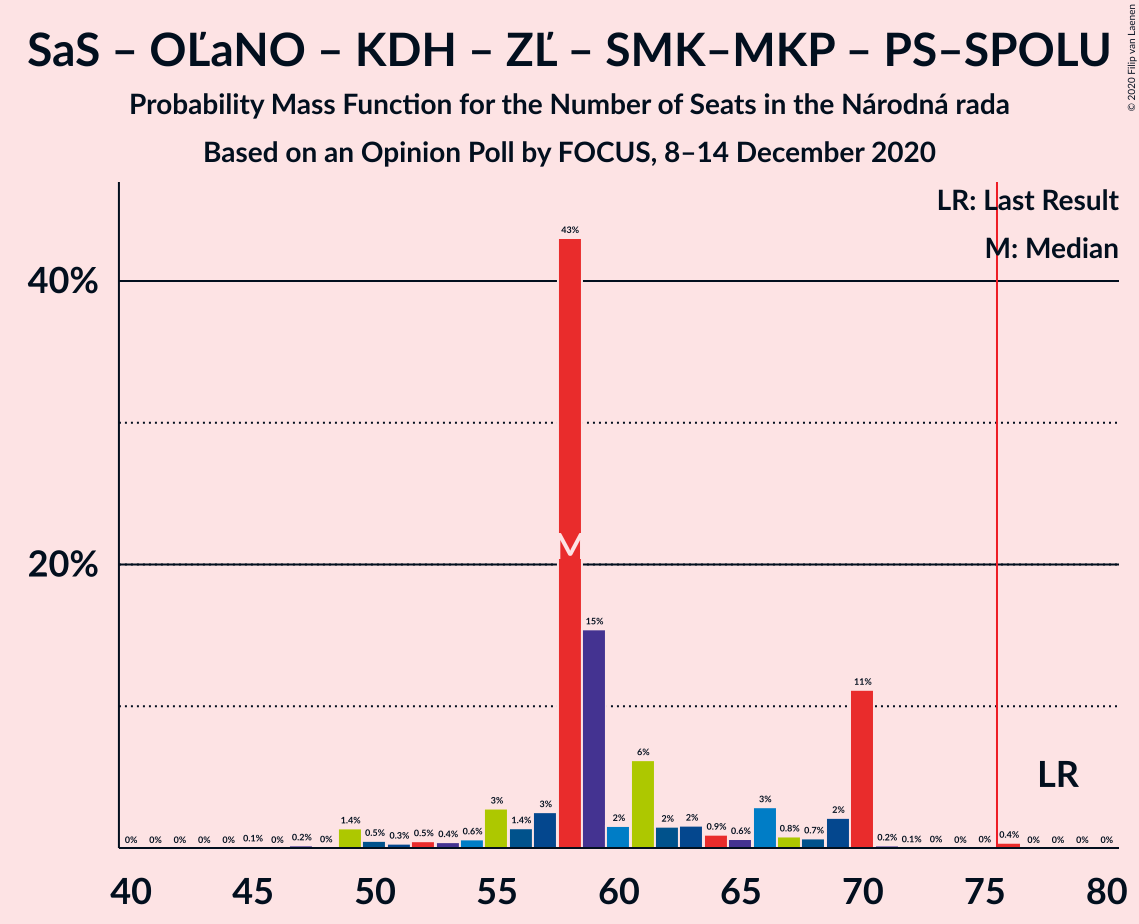 SaS – OĽaNO – KDH – ZĽ – SMK–MKP – PS–SPOLU
Probability Mass Function for the Number of Seats in the Národná rada
Based on an Opinion Poll by FOCUS, 8–14 December 2020
© 2020 Filip van Laenen
LR: Last Result
M: Median
40%
20%
43%
M
15%
11%
6%
LR
0% 0% 0% 0% 0% 0.1% 0% 0.2% 0% 1.4% 0.5% 0.3% 0.5% 0.4% 0.6% 3% 1.4% 3% 2% 2% 2% 0.9% 0.6% 3% 0.8% 0.7% 2% 0.2% 0.1% 0% 0% 0% 0.4% 0% 0% 0% 0%
40 45 50 55 60 65 70 75 80